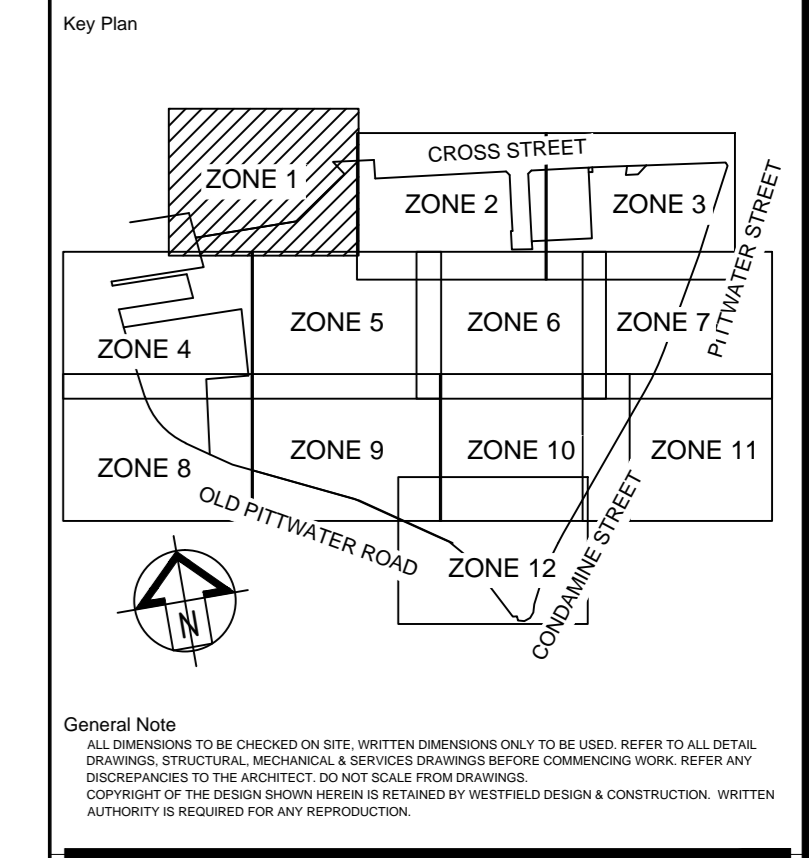 Key Plan
CROSS STREET
ZONE 1
ZONE 2
ZONE 3
PITTWATER STREET
ZONE 5
ZONE 6
ZONE 7
ZONE 4
ZONE 9
ZONE 10
ZONE 11
ZONE 8
OLD PITTWATER ROAD
ZONE 12
CONDAMINE STREET
N
General Note
ALL DIMENSIONS TO BE CHECKED ON SITE, WRITTEN DIMENSIONS ONLY TO BE USED. REFER TO ALL DETAIL
DRAWINGS, STRUCTURAL, MECHANICAL & SERVICES DRAWINGS BEFORE COMMENCING WORK. REFER ANY
DISCREPANCIES TO THE ARCHITECT. DO NOT SCALE FROM DRAWINGS.
COPYRIGHT OF THE DESIGN SHOWN HEREIN IS RETAINED BY WESTFIELD DESIGN & CONSTRUCTION. WRITTEN
AUTHORITY IS REQUIRED FOR ANY REPRODUCTION.